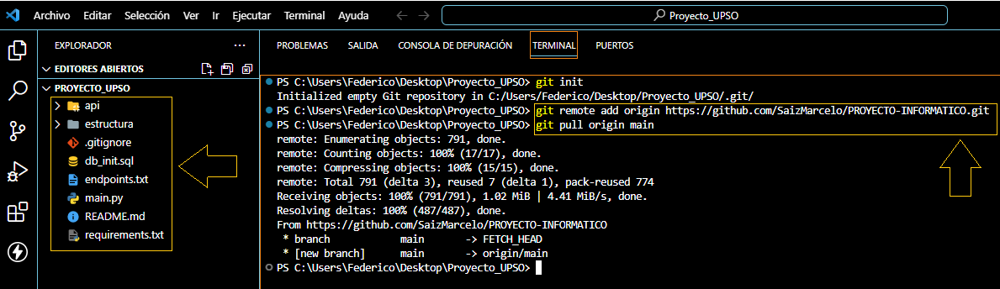 Archivo Editar Selección Ver Ir Ejecutar Terminal Ayuda Proyecto_UPSO
EXPLORADOR ...
EDITORES ABIERTOS
PROYECTO_UPSO
api
estructura
.gitignore
db_init.sql
endpoints.txt
main.py
README.md
requirements.txt
PROBLEMAS SALIDA CONSOLA DE DEPURACIÓN TERMINAL PUERTOS
PS C:\Users\Federico\Desktop\Proyecto_UPSO> git init
Initialized empty Git repository in C:/Users/Federico/Desktop/Proyecto_UPSO/.git/
PS C:\Users\Federico\Desktop\Proyecto_UPSO> git remote add origin https://github.com/SaizMarcelo/PROYECTO-INFORMATICO.git
PS C:\Users\Federico\Desktop\Proyecto_UPSO> git pull origin main
remote: Enumerating objects: 791, done.
remote: Counting objects: 100% (17/17), done.
remote: Compressing objects: 100% (15/15), done.
remote: Total 791 (delta 3), reused 7 (delta 1), pack-reused 774
Receiving objects: 100% (791/791), 1.02 MiB | 4.41 MiB/s, done.
Resolving deltas: 100% (487/487), done.
From https://github.com/SaizMarcelo/PROYECTO-INFORMATICO
* branch main -> FETCH_HEAD
* [new branch] main -> origin/main
PS C:\Users\Federico\Desktop\Proyecto_UPSO>